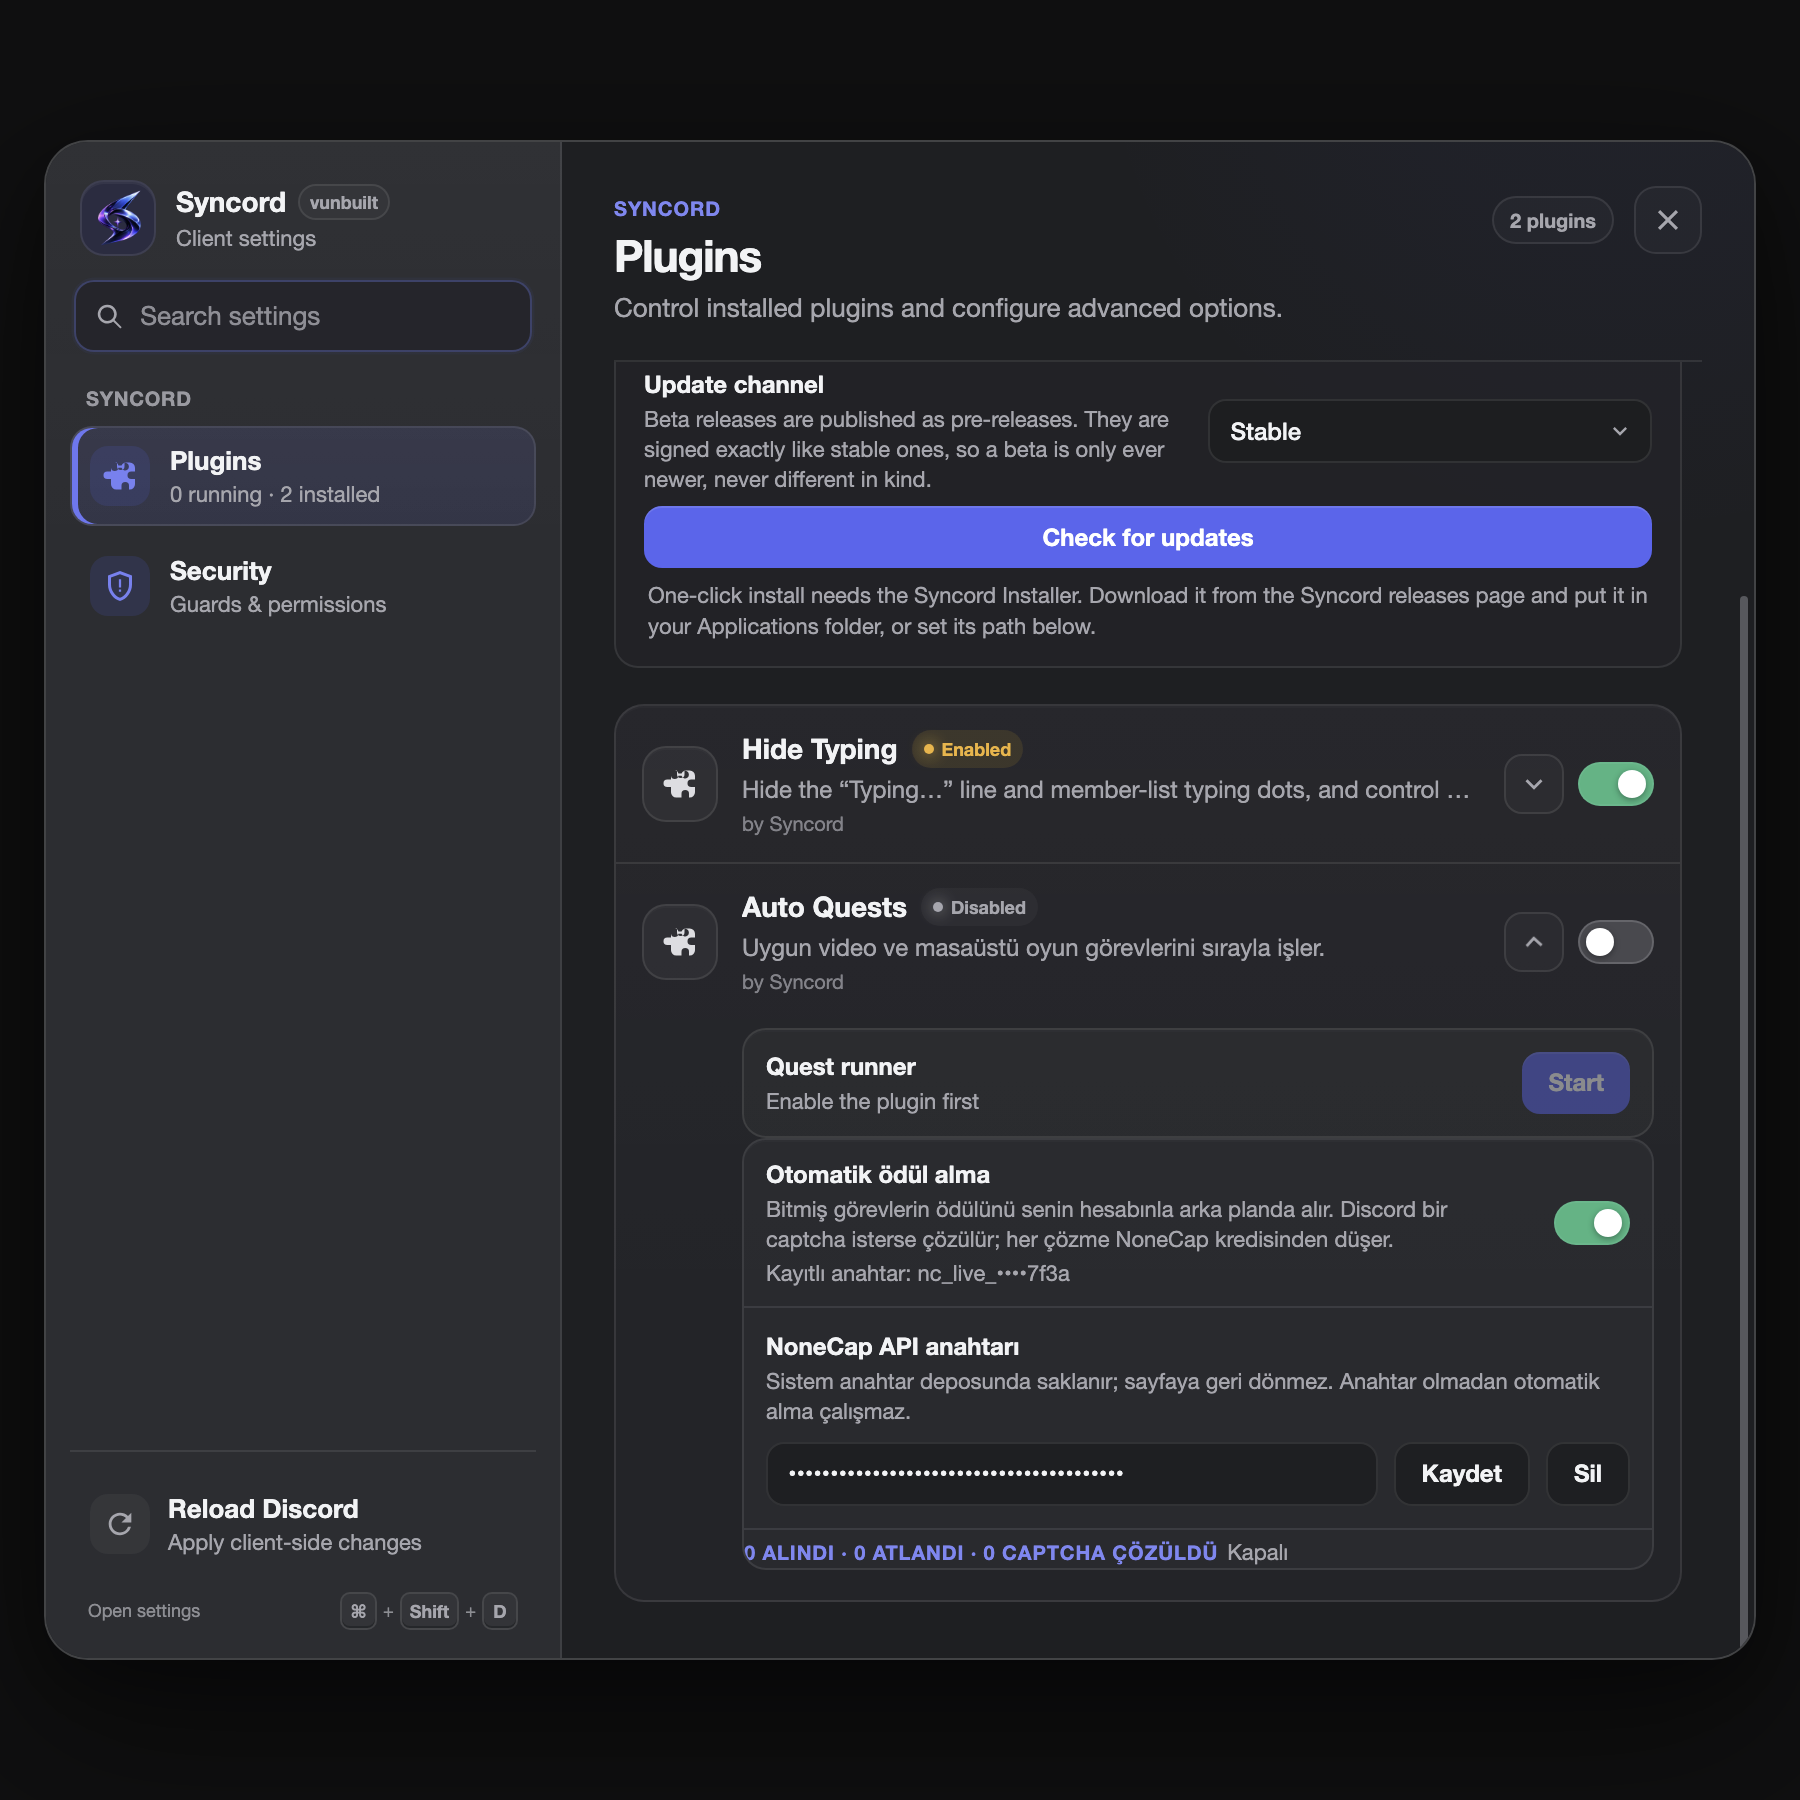 Syncord vunbuilt
Client settings
Search settings
SYNCORD
Plugins
0 running · 2 installed
Security
Guards & permissions
Reload Discord
Apply client-side changes
Open settings ⌘ + Shift + D
SYNCORD
Plugins
Control installed plugins and configure advanced options.
2 plugins
Update channel
Beta releases are published as pre-releases. They are
signed exactly like stable ones, so a beta is only ever
newer, never different in kind.
Stable
Check for updates
One-click install needs the Syncord Installer. Download it from the Syncord releases page and put it in
your Applications folder, or set its path below.
Hide Typing Enabled
Hide the “Typing…” line and member-list typing dots, and control …
by Syncord
Auto Quests Disabled
Uygun video ve masaüstü oyun görevlerini sırayla işler.
by Syncord
Quest runner
Enable the plugin first
Start
Otomatik ödül alma
Bitmiş görevlerin ödülünü senin hesabınla arka planda alır. Discord bir
captcha isterse çözülür; her çözme NoneCap kredisinden düşer.
Kayıtlı anahtar: nc_live_••••7f3a
NoneCap API anahtarı
Sistem anahtar deposunda saklanır; sayfaya geri dönmez. Anahtar olmadan otomatik
alma çalışmaz.
••••••••••••••••••••••••••••••••••••••••
Kaydet
Sil
0 ALINDI · 0 ATLANDI · 0 CAPTCHA ÇÖZÜLDÜ Kapalı